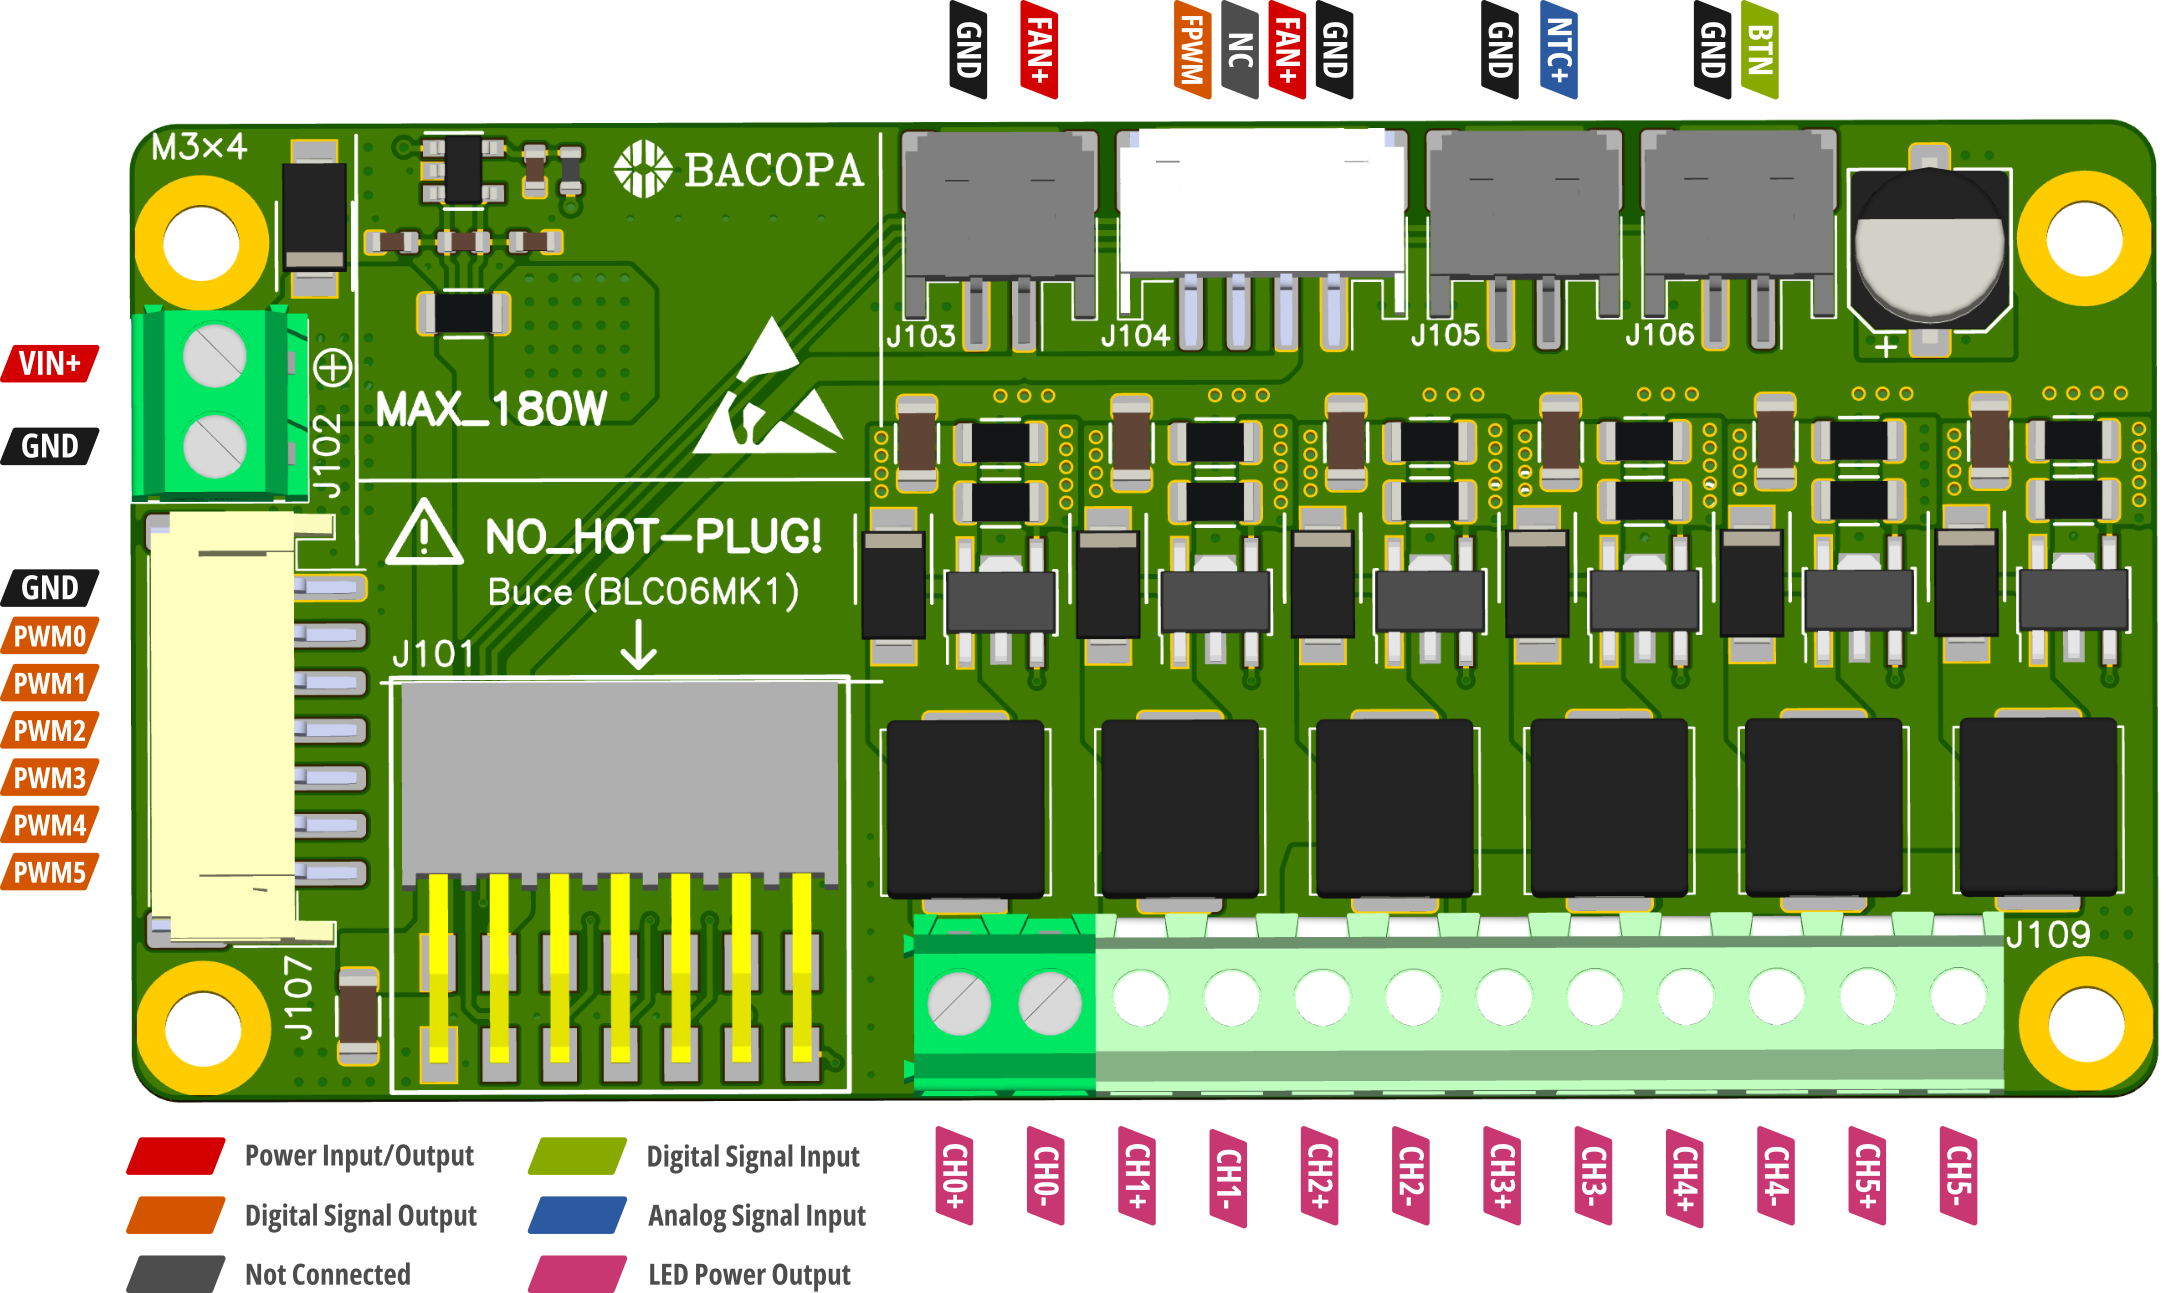 GND
FAN+
FPWM
NC
FAN+
GND
GND
NTC+
GND
BTN
M3×4
BACOPA
J103
J104
J105
J106
+
VIN+
GND
J102
MAX_180W
NO_HOT-PLUG!
Buce (BLC06MK1)
GND
PWM0
PWM1
PWM2
PWM3
PWM4
PWM5
J101
J107
J109
CH0+
CH0-
CH1+
CH1-
CH2+
CH2-
CH3+
CH3-
CH4+
CH4-
CH5+
CH5-
Power Input/Output
Digital Signal Input
Digital Signal Output
Analog Signal Input
Not Connected
LED Power Output